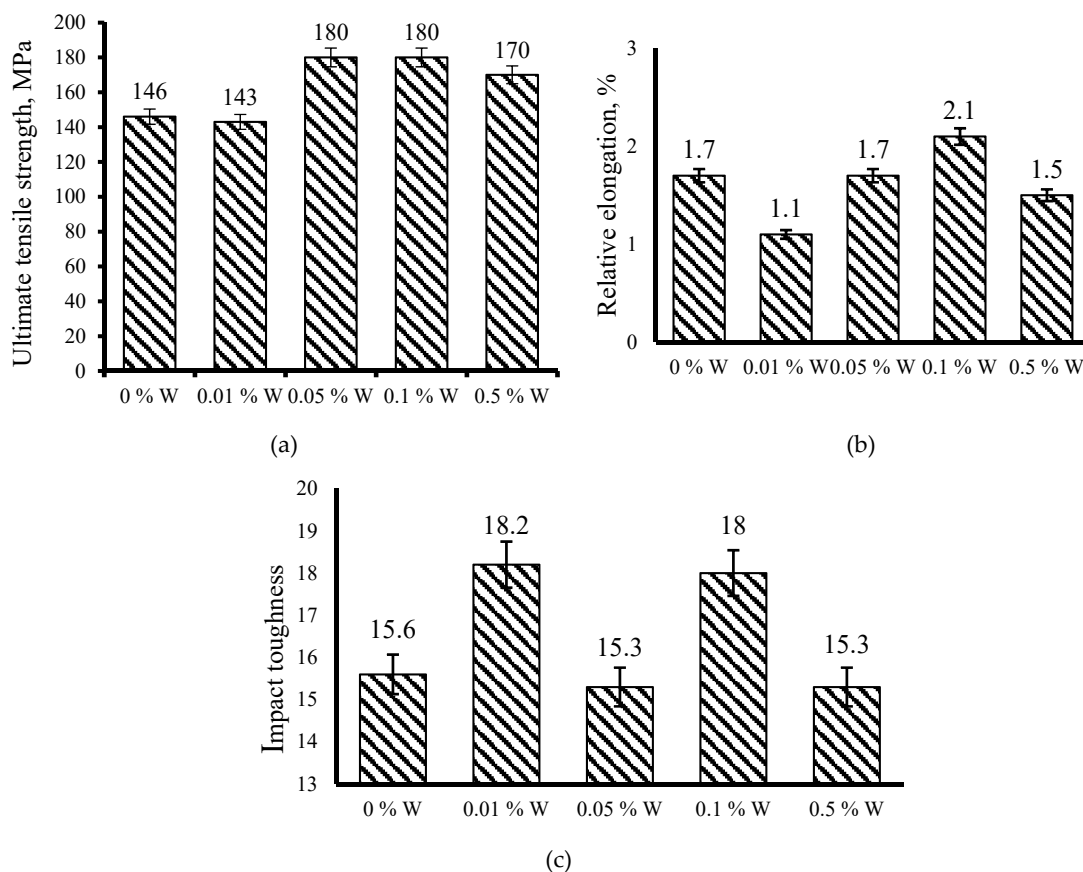 Ultimate tensile strength, MPa
200
180
160
140
120
100
80
60
40
20
0
146
143
180
180
170
0 % W
0.01 % W
0.05 % W
0.1 % W
0.5 % W
(a)
Relative elongation, %
3
2
1
0
1.7
1.1
1.7
2.1
1.5
0 % W
0.01 % W
0.05 % W
0.1 % W
0.5 % W
(b)
Impact toughness
20
19
18
17
16
15
14
13
15.6
18.2
15.3
18
15.3
0 % W
0.01 % W
0.05 % W
0.1 % W
0.5 % W
(c)